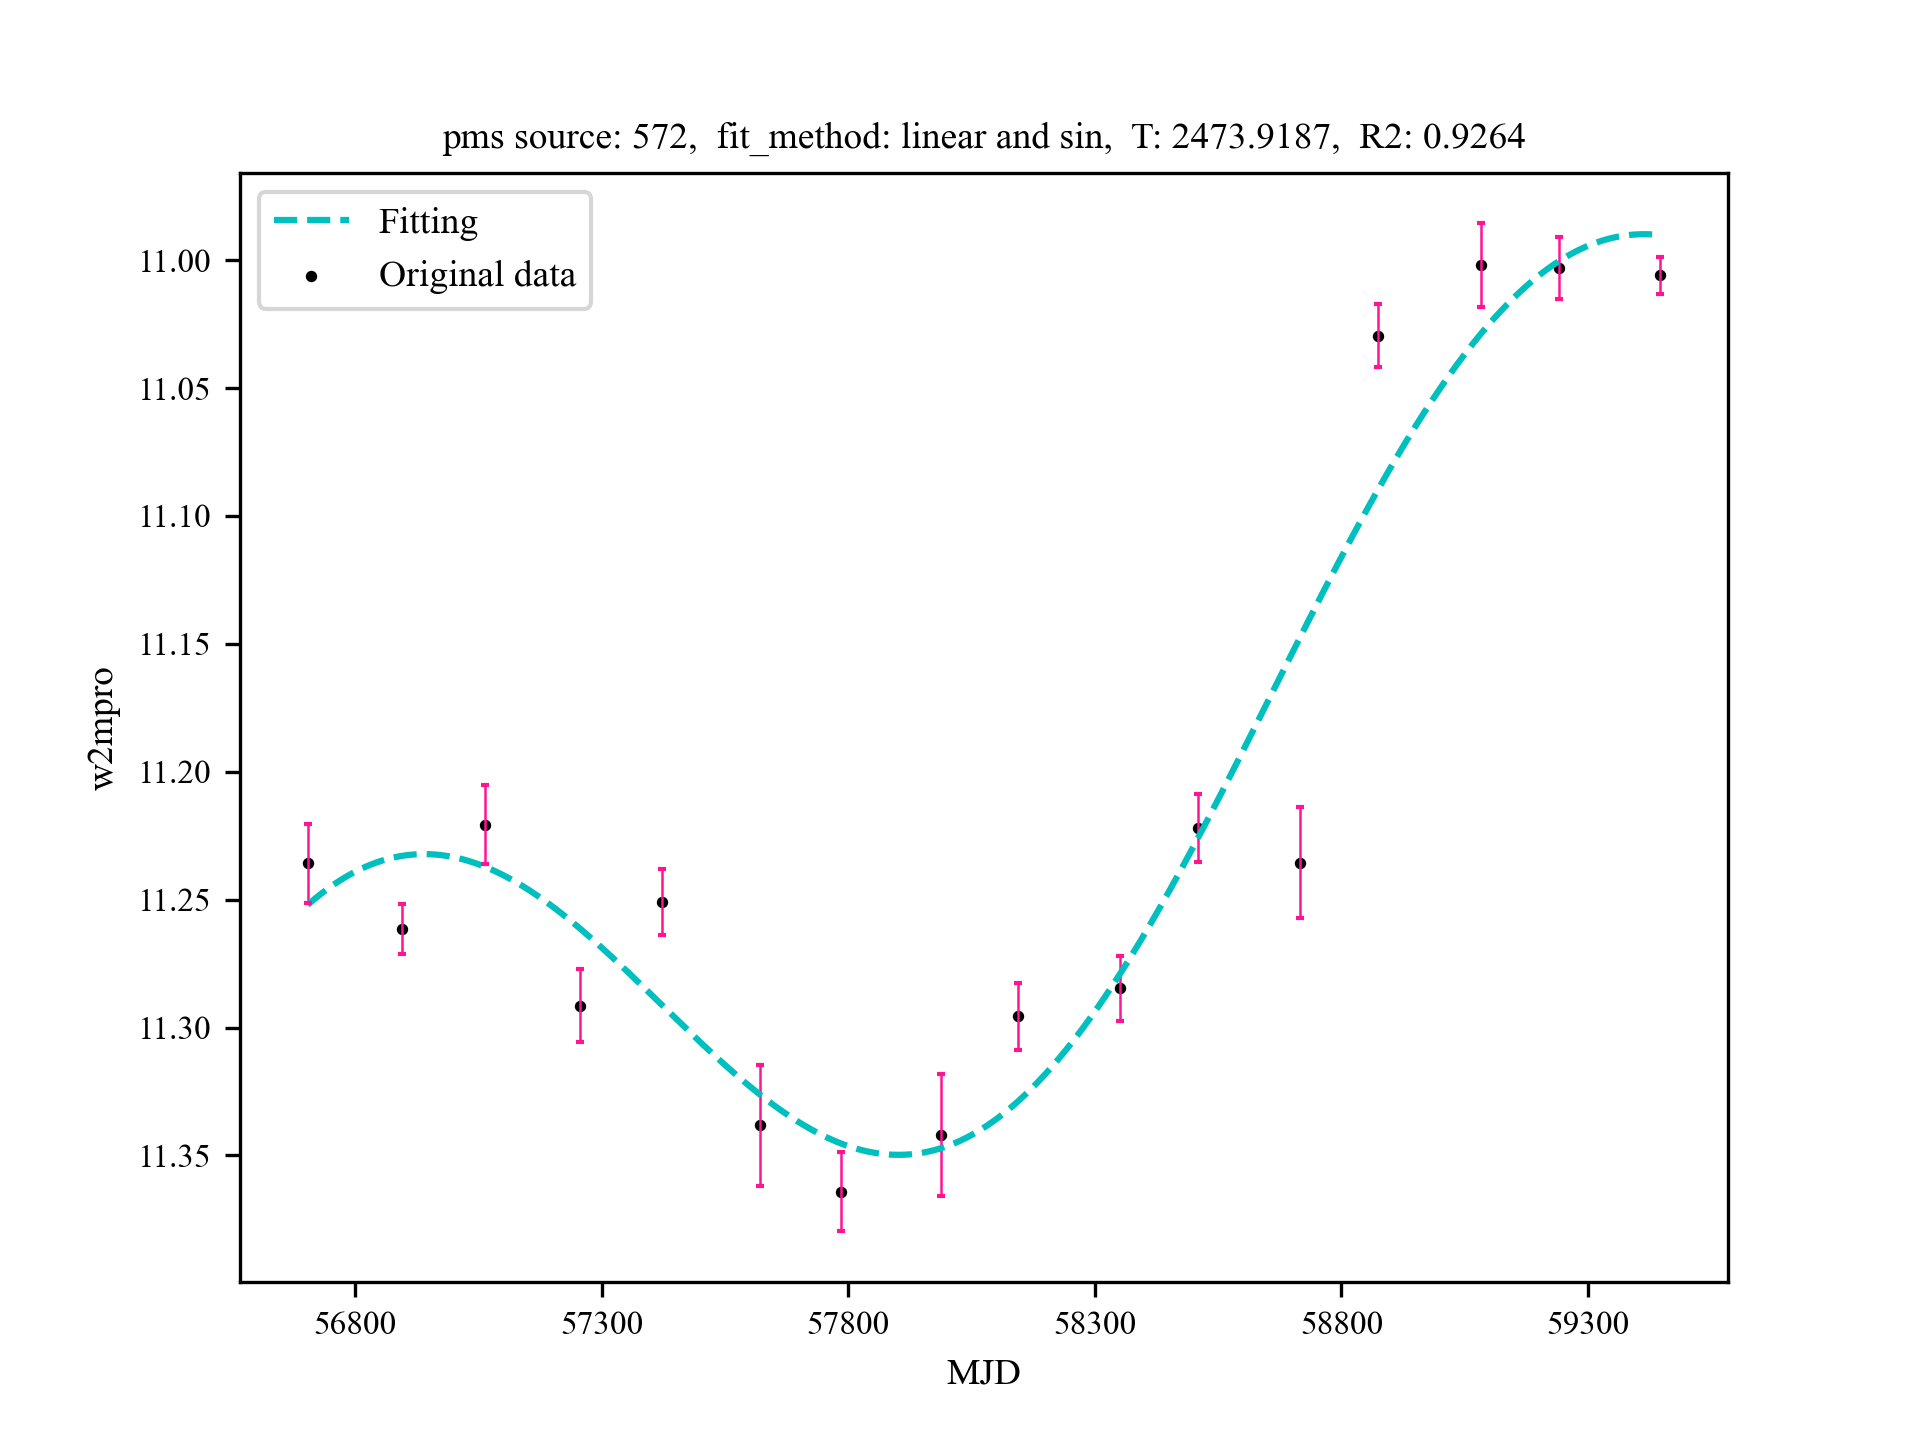 pms source: 572,  fit_method: linear and sin,  T: 2473.9187,  R2: 0.9264
Fitting
Original data
11.00
11.05
11.10
11.15
11.20
11.25
11.30
11.35
w2mpro
56800
57300
57800
58300
58800
59300
MJD